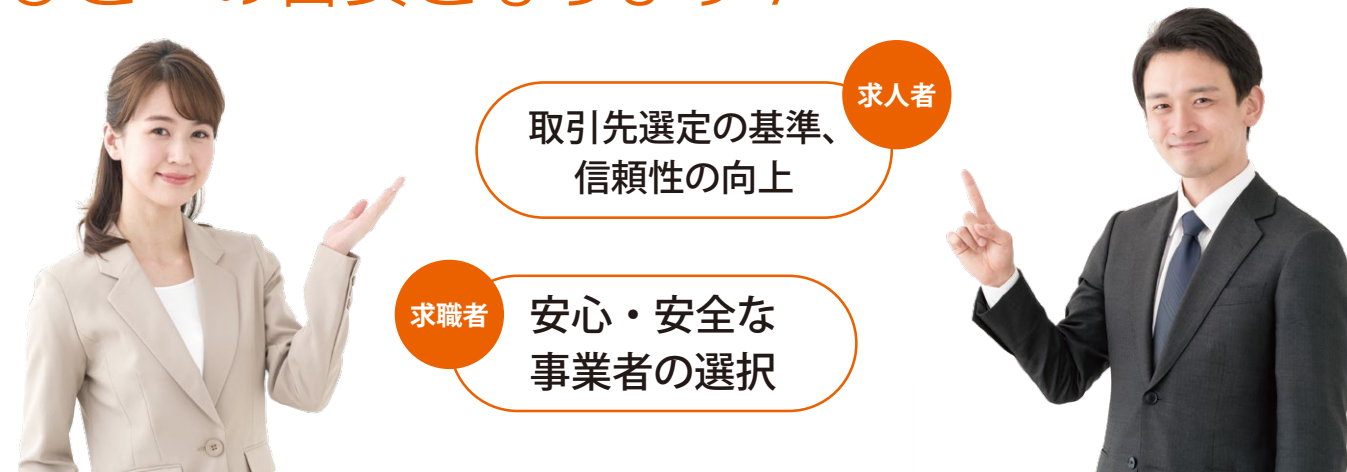 求人者
取引先選定の基準、
信頼性の向上
求職者
安心・安全な
事業者の選択